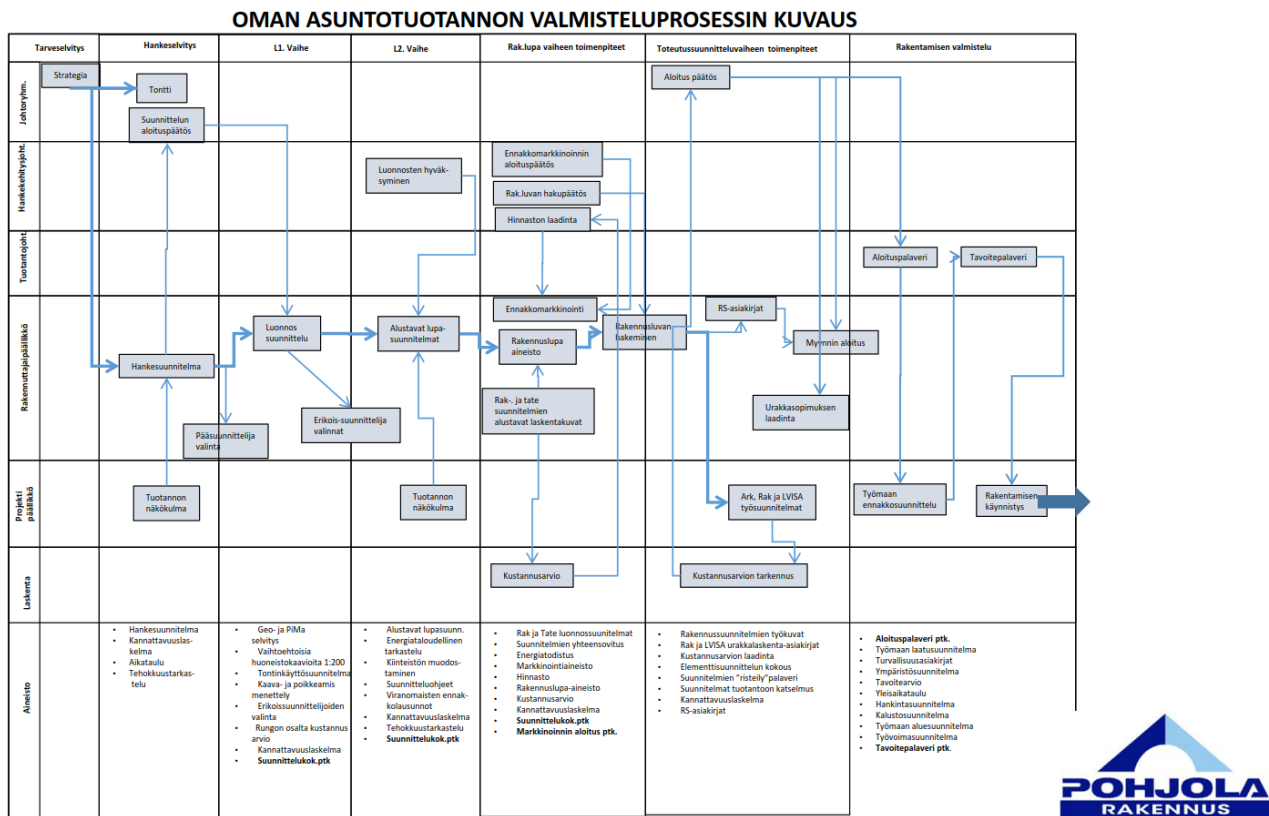 OMAN ASUNTOTUOTANNON VALMISTELUPROSESSIN KUVAUS
Tarveselvitys
Hankeselvitys
L1. Vaihe
L2. Vaihe
Rak.lupa vaiheen toimenpiteet
Toteutussuunnitteluvaiheen toimenpiteet
Rakentamisen valmistelu
Johtoryhm.
Strategia
Tontti
Suunnittelun
aloituspäätös
Aloitus päätös
Hankekehitysjoht.
Luonnosten hyväk-
syminen
Ennakkomarkkinoinnin
aloituspäätös
Rak.luvan hakupäätös
Hinnaston laadinta
Tuotantojoht.
Aloituspalaveri
Tavoitepalaveri
Rakennuttajapäällikkö
Hankesuunnitelma
Pääsuunnittelija
valinta
Luonnos
suunnittelu
Erikois-suunnittelija
valinnat
Alustavat lupa-
suunnitelmat
Ennakkomarkkinointi
Rakennuslupa
aineisto
Rak-. ja tate
suunnitelmien
alustavat laskentakuvat
Rakennusluvan
hakeminen
RS-asiakirjat
Myynnin aloitus
Urakkasopimuksen
laadinta
Projekti
päällikkö
Tuotannon
näkökulma
Tuotannon
näkökulma
Ark, Rak ja LVISA
työsuunitelmat
Työmaan
ennakkosuunnittelu
Rakentamisen
käynnistys
Laskenta
Kustannusarvio
Kustannusarvion tarkennus
Aineisto
• Hankesuunnitelma
• Kannattavuuslas-
kelma
• Aikataulu
• Tehokkuustarkas-
telu
• Geo- ja PiMa
selvitys
• Vaihtoehtoisia
huoneistokaavioita 1:200
• Tontinkäyttösuunnitelma
• Kaava- ja poikkeamis
menettely
• Erikoissuunnittelijoiden
valinta
• Rungon osalta kustannus
arvio
• Kannattavuuslaskelma
• Suunnittelukok.ptk
• Alustavat lupasuunn.
• Energiataloudellinen
tarkastelu
• Kiinteistön muodos-
taminen
• Suunnitteluohjeet
• Viranomaisten ennak-
kolausunnot
• Kannattavuuslaskelma
• Tehokkuustarkastelu
• Suunnittelukok.ptk
• Rak ja Tate luonnossuunitelmat
• Suunnitelmien yhteensovitus
• Energiatodistus
• Markkinointiaineisto
• Hinnasto
• Rakennuslupa-aineisto
• Kustannusarvio
• Kannattavuuslaskelma
• Suunnittelukok.ptk
• Markkinoinnin aloitus ptk.
• Rakennussuunitelmien työkuvat
• Rak ja LVISA urakkalaskenta-asiakirjat
• Kustannusarvion laadinta
• Elementtisuunnittelun kokous
• Suunnitelmien "risteily"palaveri
• Suunnitelmat tuotantoon katselmus
• Kannattavuuslaskelma
• RS-asiakirjat
• Aloituspalaveri ptk.
• Työmaan laatusuunnitelma
• Turvallisuusasiakirjat
• Ympäristösuunnitelma
• Tavoitearvio
• Yleisaikataulu
• Hankintasuunnitelma
• Kalustosuunnitelma
• Työmaan aluesuunnitelma
• Työvoimasuunnitelma
• Tavoitepalaveri ptk.
POHJOLA
RAKENNUS